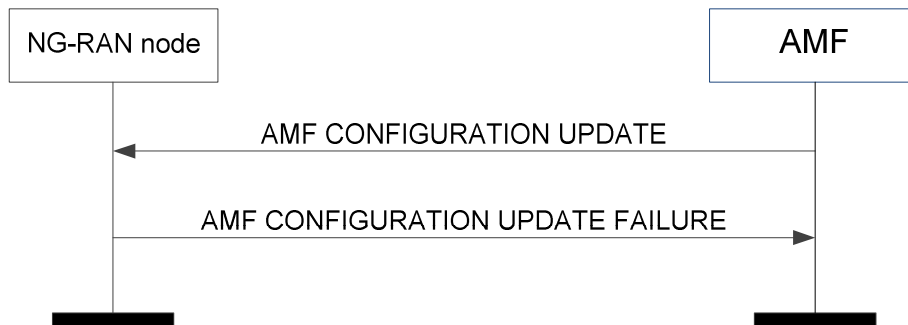 NG-RAN node
AMF
AMF CONFIGURATION UPDATE
AMF CONFIGURATION UPDATE FAILURE